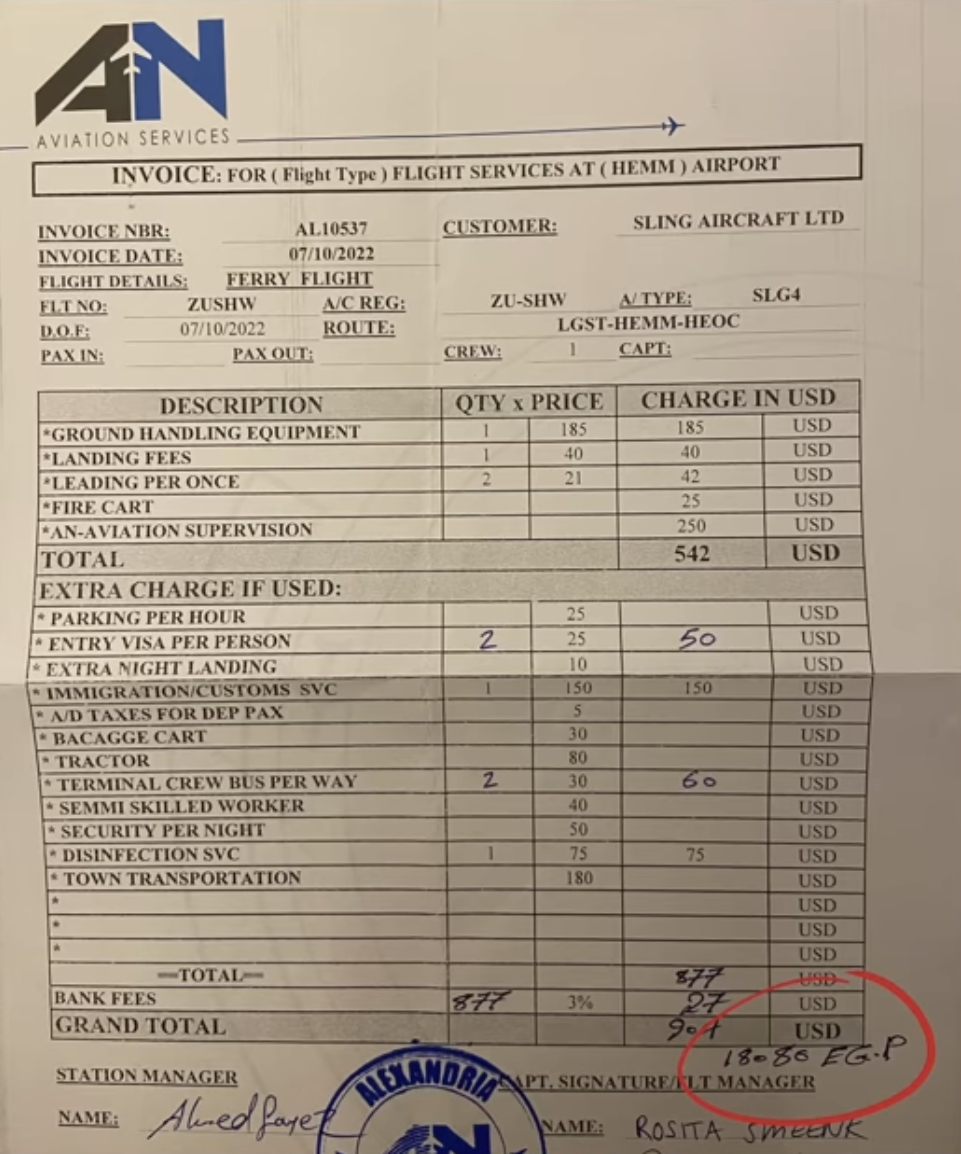 AN
AVIATION SERVICES
INVOICE: FOR ( Flight Type ) FLIGHT SERVICES AT ( HEMM ) AIRPORT
INVOICE NBR: AL10537 CUSTOMER: SLING AIRCRAFT LTD
INVOICE DATE: 07/10/2022
FLIGHT DETAILS: FERRY FLIGHT
FLT NO: ZUSHW A/C REG: ZU-SHW A/TYPE: SLG4
D.O.F: 07/10/2022 ROUTE: LGST-HEMM-HEOC
PAX IN: PAX OUT: CREW: 1 CAPT:
DESCRIPTION QTY x PRICE CHARGE IN USD
*GROUND HANDLING EQUIPMENT 1 185 185 USD
*LANDING FEES 1 40 40 USD
*LEADING PER ONCE 2 21 42 USD
*FIRE CART 25 USD
*AN-AVIATION SUPERVISION 250 USD
TOTAL 542 USD
EXTRA CHARGE IF USED:
* PARKING PER HOUR 25 USD
* ENTRY VISA PER PERSON 2 25 50 USD
* EXTRA NIGHT LANDING 10 USD
* IMMIGRATION/CUSTOMS SVC 1 150 150 USD
* A/D TAXES FOR DEP PAX 5 USD
* BACAGGE CART 30 USD
* TRACTOR 80 USD
* TERMINAL CREW BUS PER WAY 2 30 60 USD
* SEMMI SKILLED WORKER 40 USD
* SECURITY PER NIGHT 50 USD
* DISINFECTION SVC 1 75 75 USD
* TOWN TRANSPORTATION 180 USD
* USD
* USD
* USD
==TOTAL== 877 USD
BANK FEES 877 3% 27 USD
GRAND TOTAL 904 USD
18080 EG.P
STATION MANAGER CAPT. SIGNATURE/FLT MANAGER
ALEXANDRIA
NAME: Ahmed NAME: ROSITA SMEENK
AN